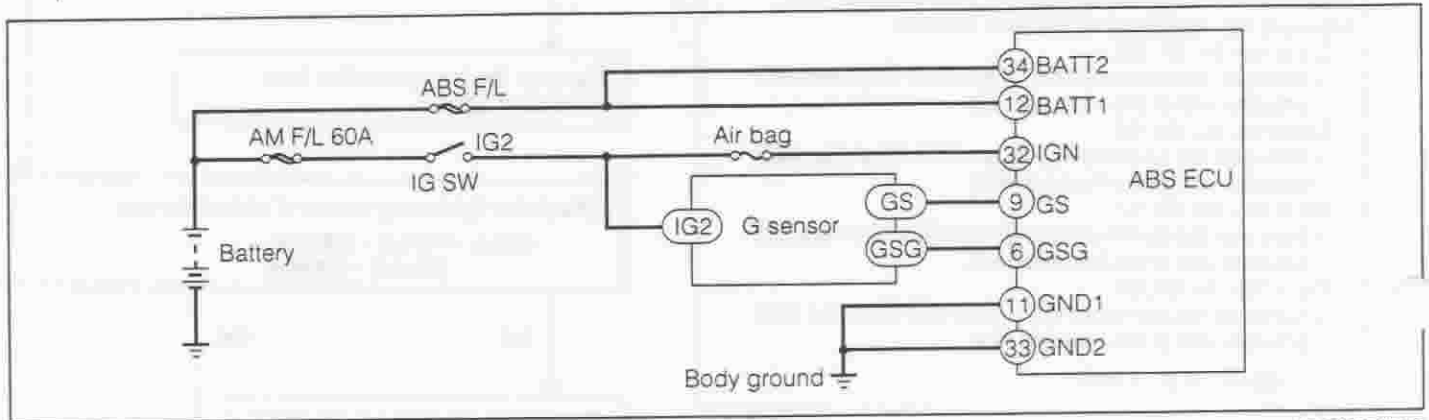 ABS F/L
34 BATT2
12 BATT1
AM F/L 60A
IG2
IG SW
Air bag
32 IGN
ABS ECU
IG2
G sensor
GS
9 GS
GSG
6 GSG
Battery
11 GND1
33 GND2
Body ground